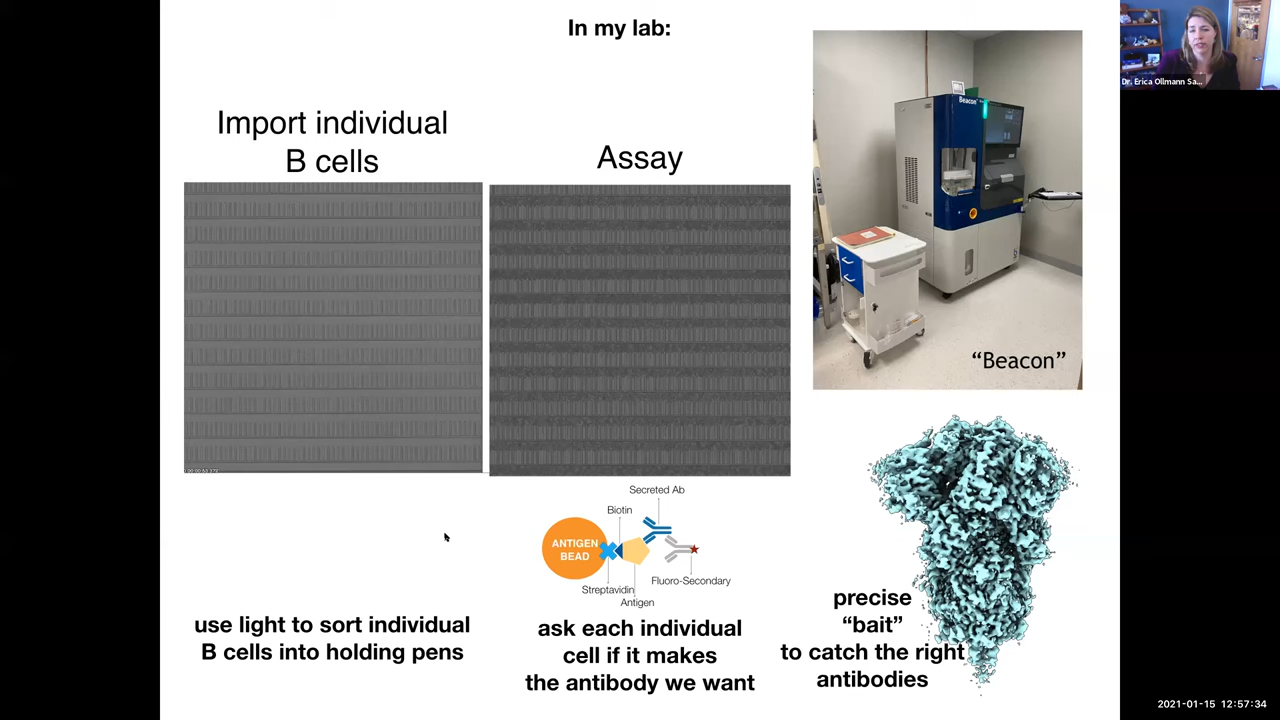 In my lab:
Import individual
B cells
Assay
Beacon
"Beacon"
Secreted Ab
Biotin
ANTIGEN
BEAD
Streptavidin
Fluoro-Secondary
Antigen
use light to sort individual
B cells into holding pens
ask each individual
cell if it makes
the antibody we want
precise
“bait”
to catch the right
antibodies
Dr. Erica Ollmann Sa...
2021-01-15 12:57:34